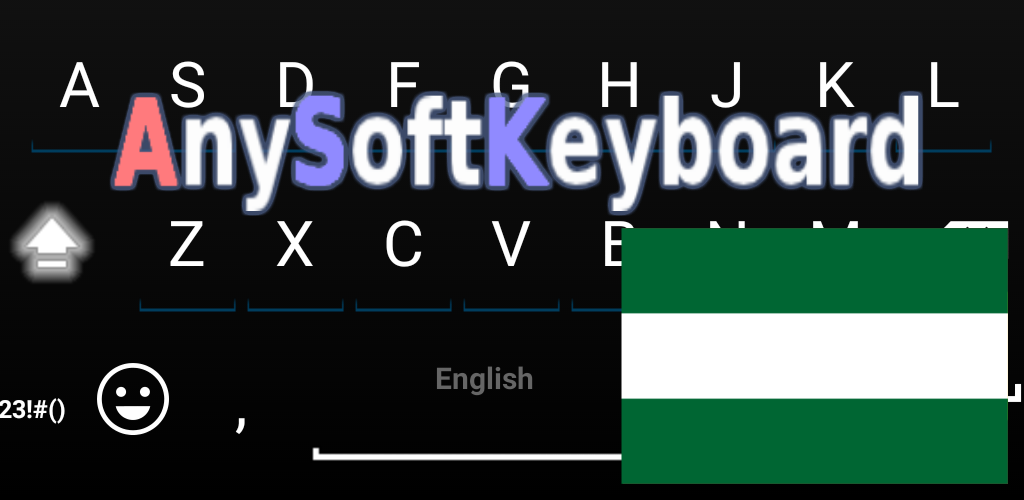 A S D F G H J K L
AnySoftKeyboard
Z X C V B N M
English
23!#() ,